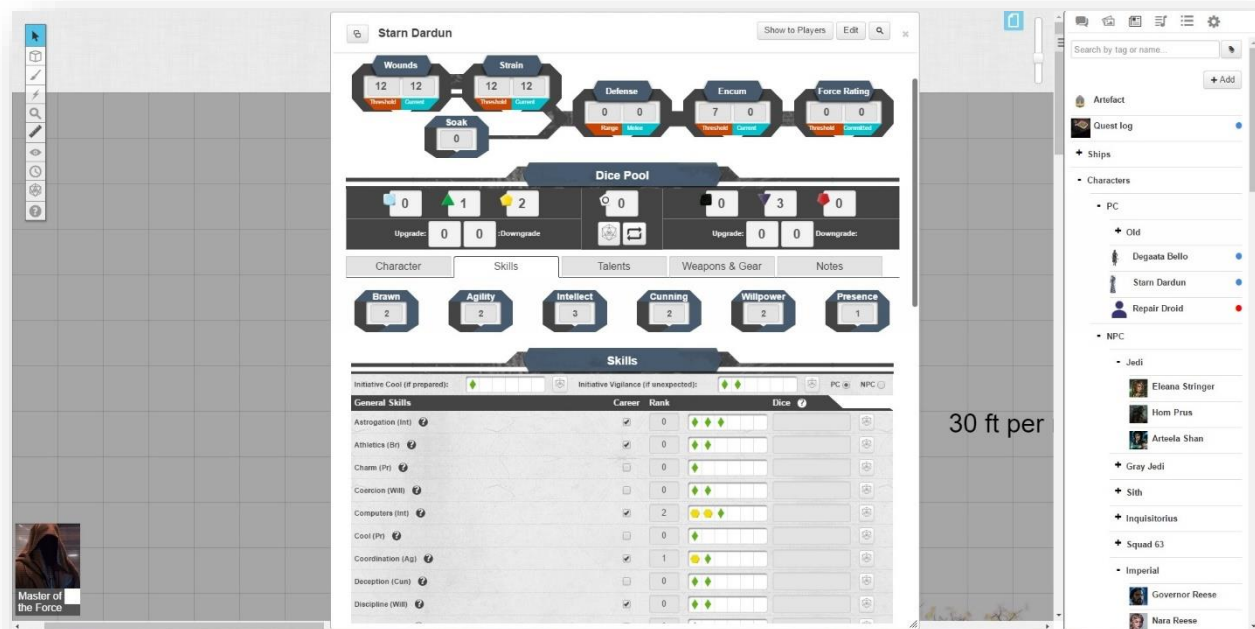 Starn Dardun
Show to Players Edit
Search by tag or name...
+ Add
Wounds
12 12
Threshold Current
Strain
12 12
Threshold Current
Soak
0
Defense
0 0
Range Melee
Encum
7 0
Threshold Current
Force Rating
0 0
Threshold Committed
Dice Pool
0 1 2 0 0 3 0
Upgrade: 0 0 :Downgrade Upgrade: 0 0 Downgrade:
Character Skills Talents Weapons & Gear Notes
Brawn Agility Intellect Cunning Willpower Presence
2 2 3 2 2 1
Skills
Initiative Cool (if prepared): Initiative Vigilance (if unexpected): PC NPC
General Skills Career Rank Dice ?
Astrogation (Int) ? 0
Athletics (Br) ? 0
Charm (Pr) ? 0
Coercion (Will) ? 0
Computers (Int) ? 2
Cool (Pr) ? 0
Coordination (Ag) ? 1
Deception (Cun) ? 0
Discipline (Will) ? 0
30 ft per
Master of
the Force
Artefact
Quest log
+ Ships
- Characters
- PC
+ Old
Degaata Bello
Starn Dardun
Repair Droid
- NPC
- Jedi
Eleana Stringer
Hom Prus
Arteela Shan
+ Gray Jedi
+ Sith
+ Inquisitorius
+ Squad 63
- Imperial
Governor Reese
Nara Reese